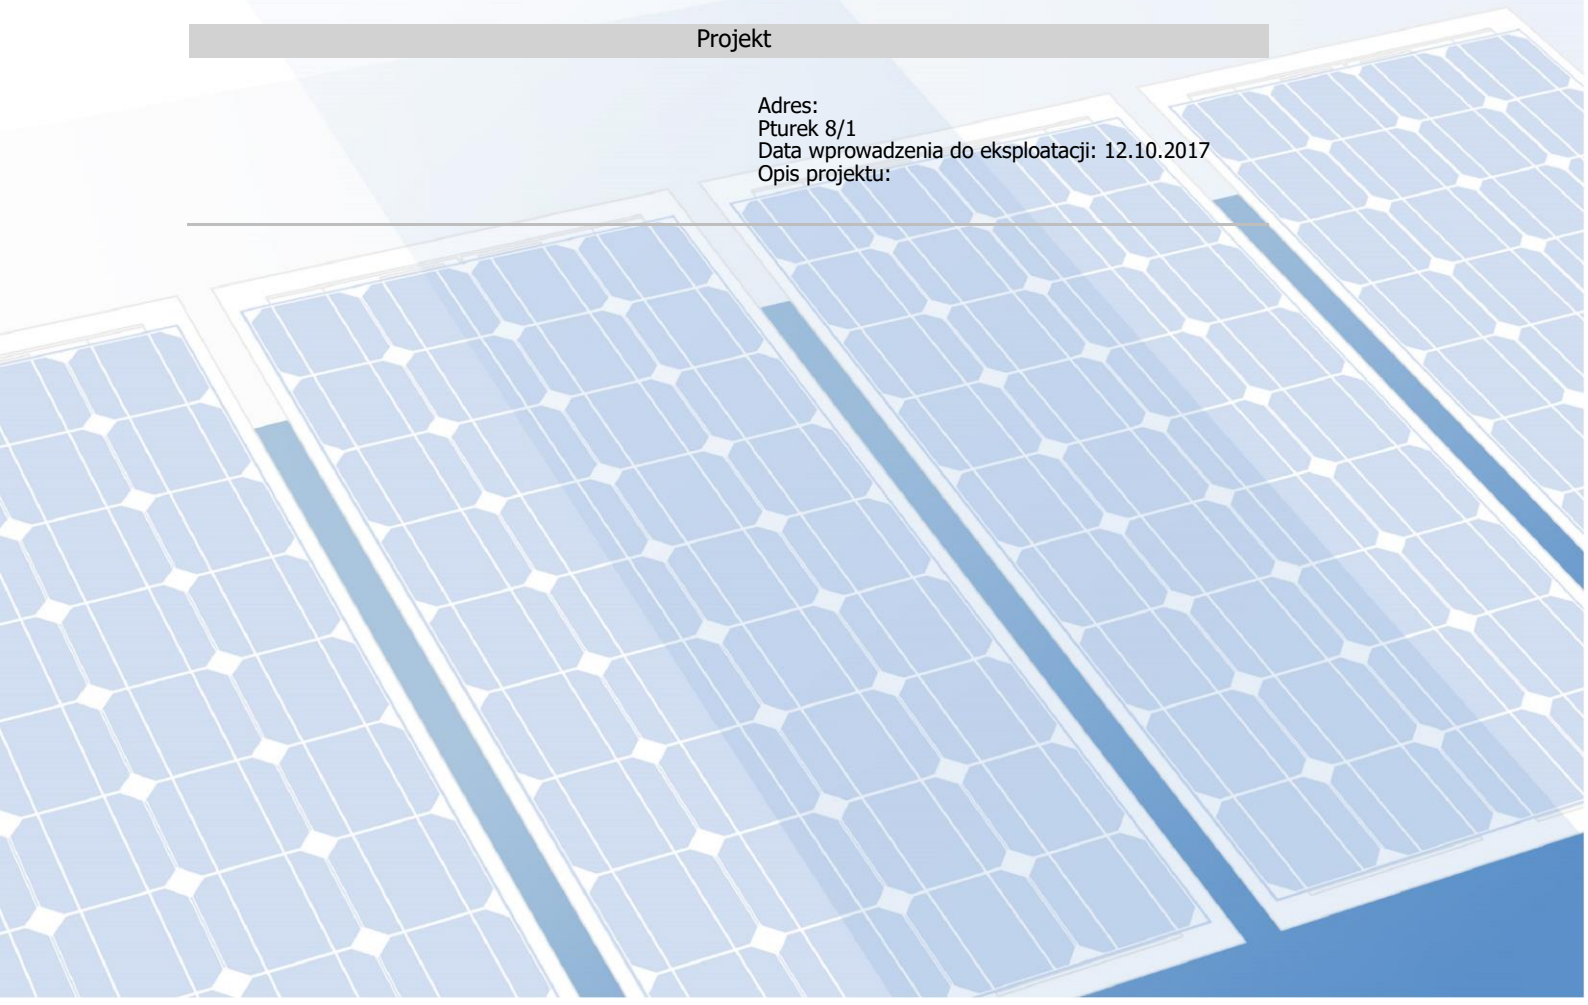 Projekt
Adres:
Pturek 8/1
Data wprowadzenia do eksploatacji: 12.10.2017
Opis projektu: